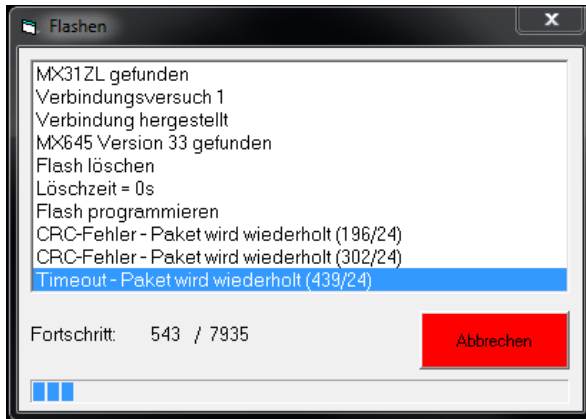 Flashen
MX31ZL gefunden
Verbindungsversuch 1
Verbindung hergestellt
MX645 Version 33 gefunden
Flash löschen
Löschzeit = 0s
Flash programmieren
CRC-Fehler - Paket wird wiederholt (196/24)
CRC-Fehler - Paket wird wiederholt (302/24)
Timeout - Paket wird wiederholt (439/24)
Fortschritt: 543 / 7935
Abbrechen